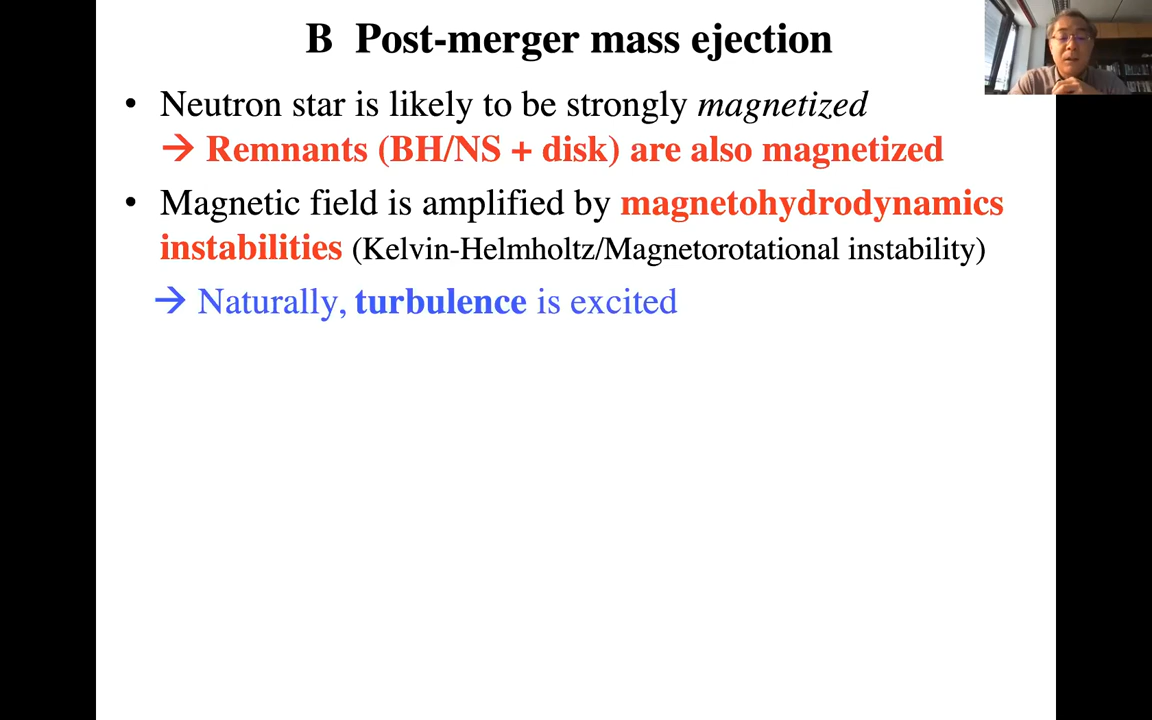 B Post-merger mass ejection
• Neutron star is likely to be strongly magnetized
→ Remnants (BH/NS + disk) are also magnetized
• Magnetic field is amplified by magnetohydrodynamics
instabilities (Kelvin-Helmholtz/Magnetorotational instability)
→ Naturally, turbulence is excited